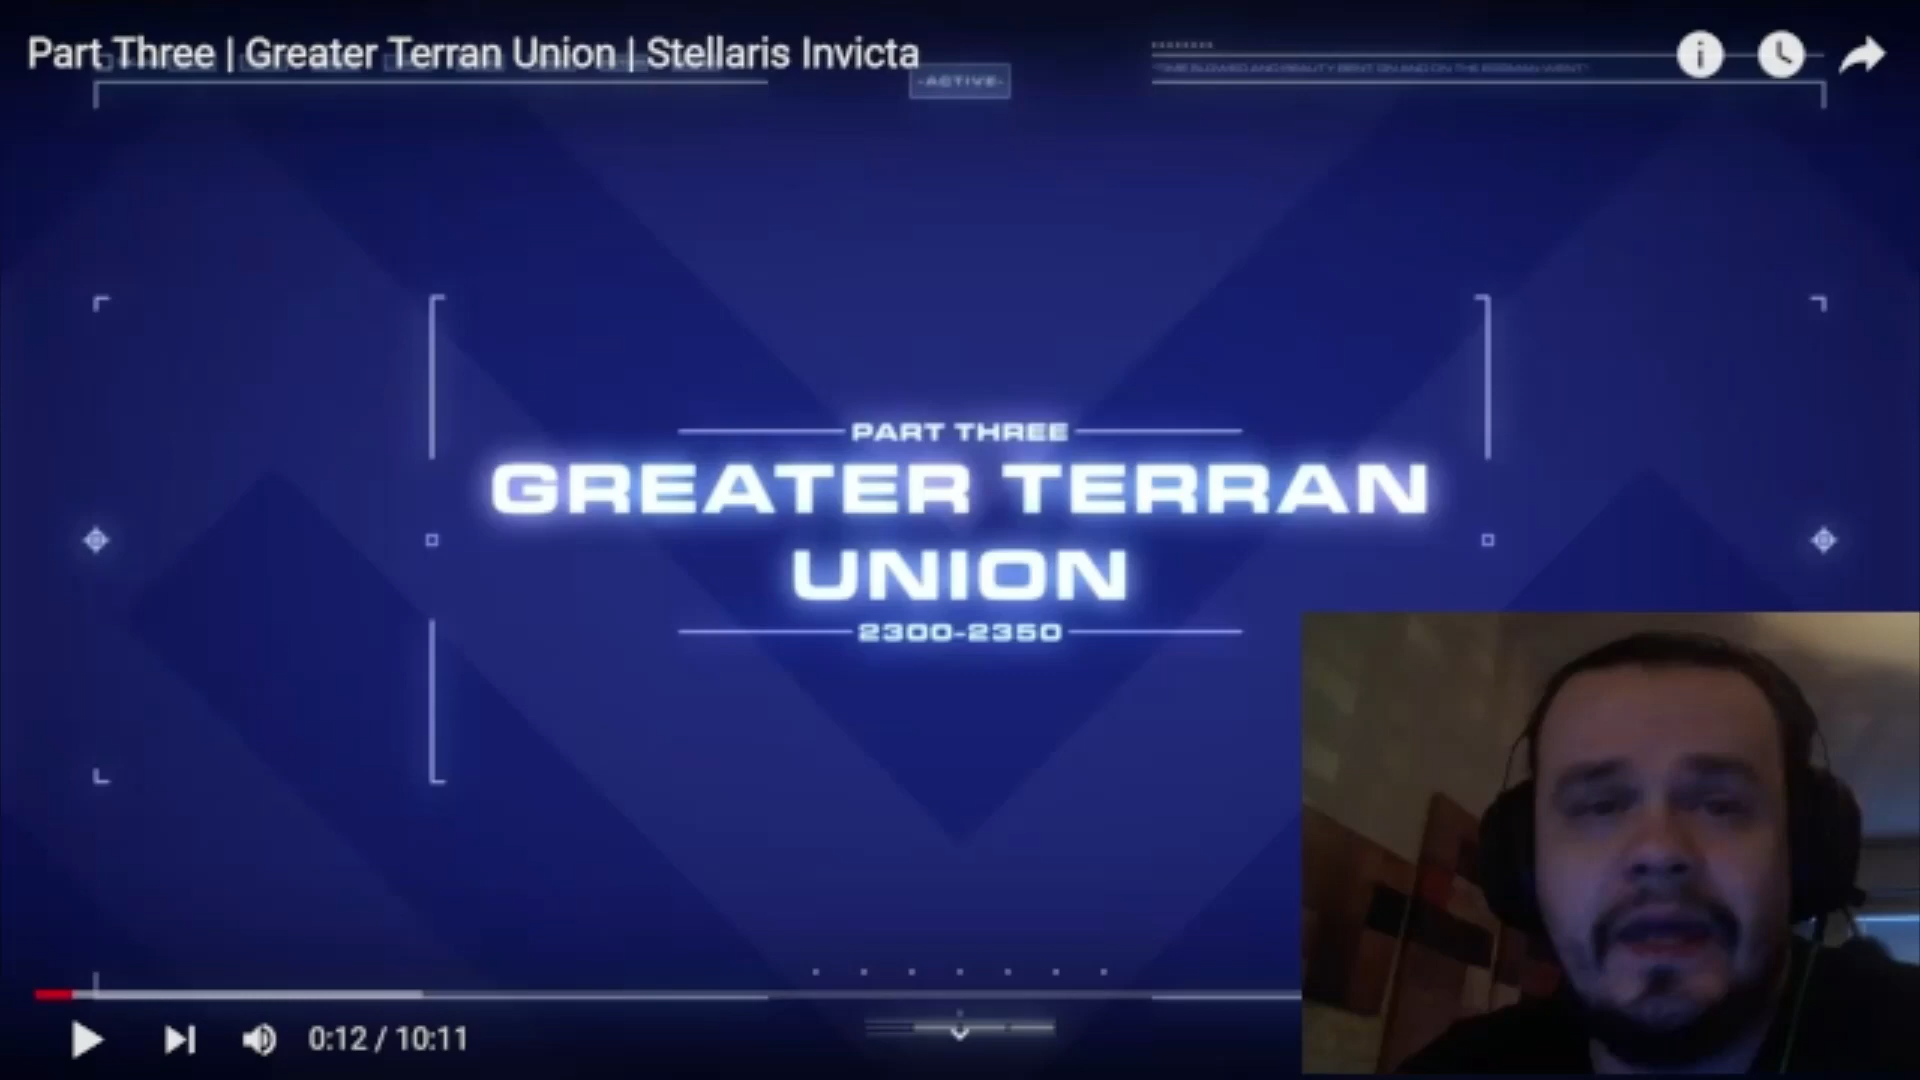 Part Three | Greater Terran Union | Stellaris Invicta
-ACTIVE-
PART THREE
GREATER TERRAN
UNION
2300-2350
0:12 / 10:11